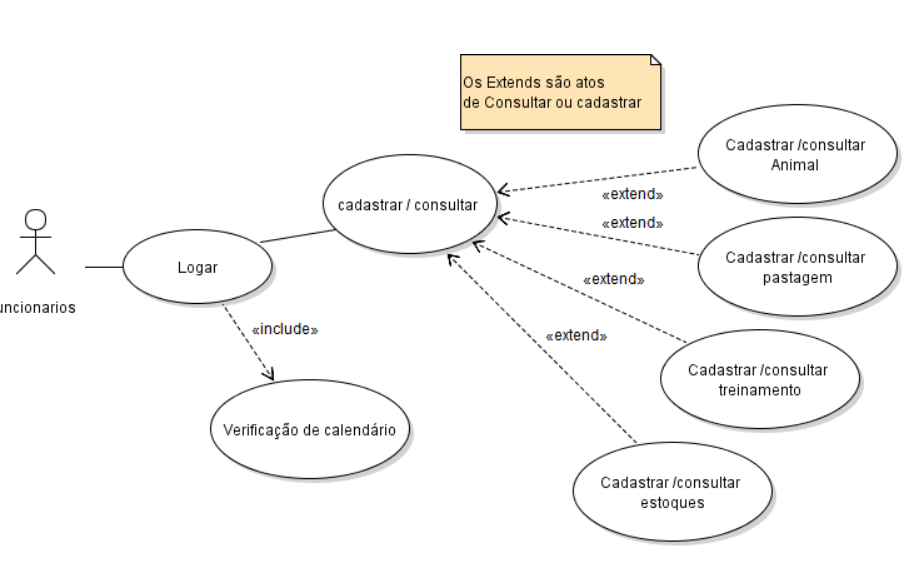 Os Extends são atos
de Consultar ou cadastrar
Cadastrar /consultar
Animal
cadastrar / consultar
«extend»
«extend»
Cadastrar /consultar
pastagem
Logar
«extend»
uncionarios
«include»
«extend»
Cadastrar /consultar
treinamento
Verificação de calendário
Cadastrar /consultar
estoques